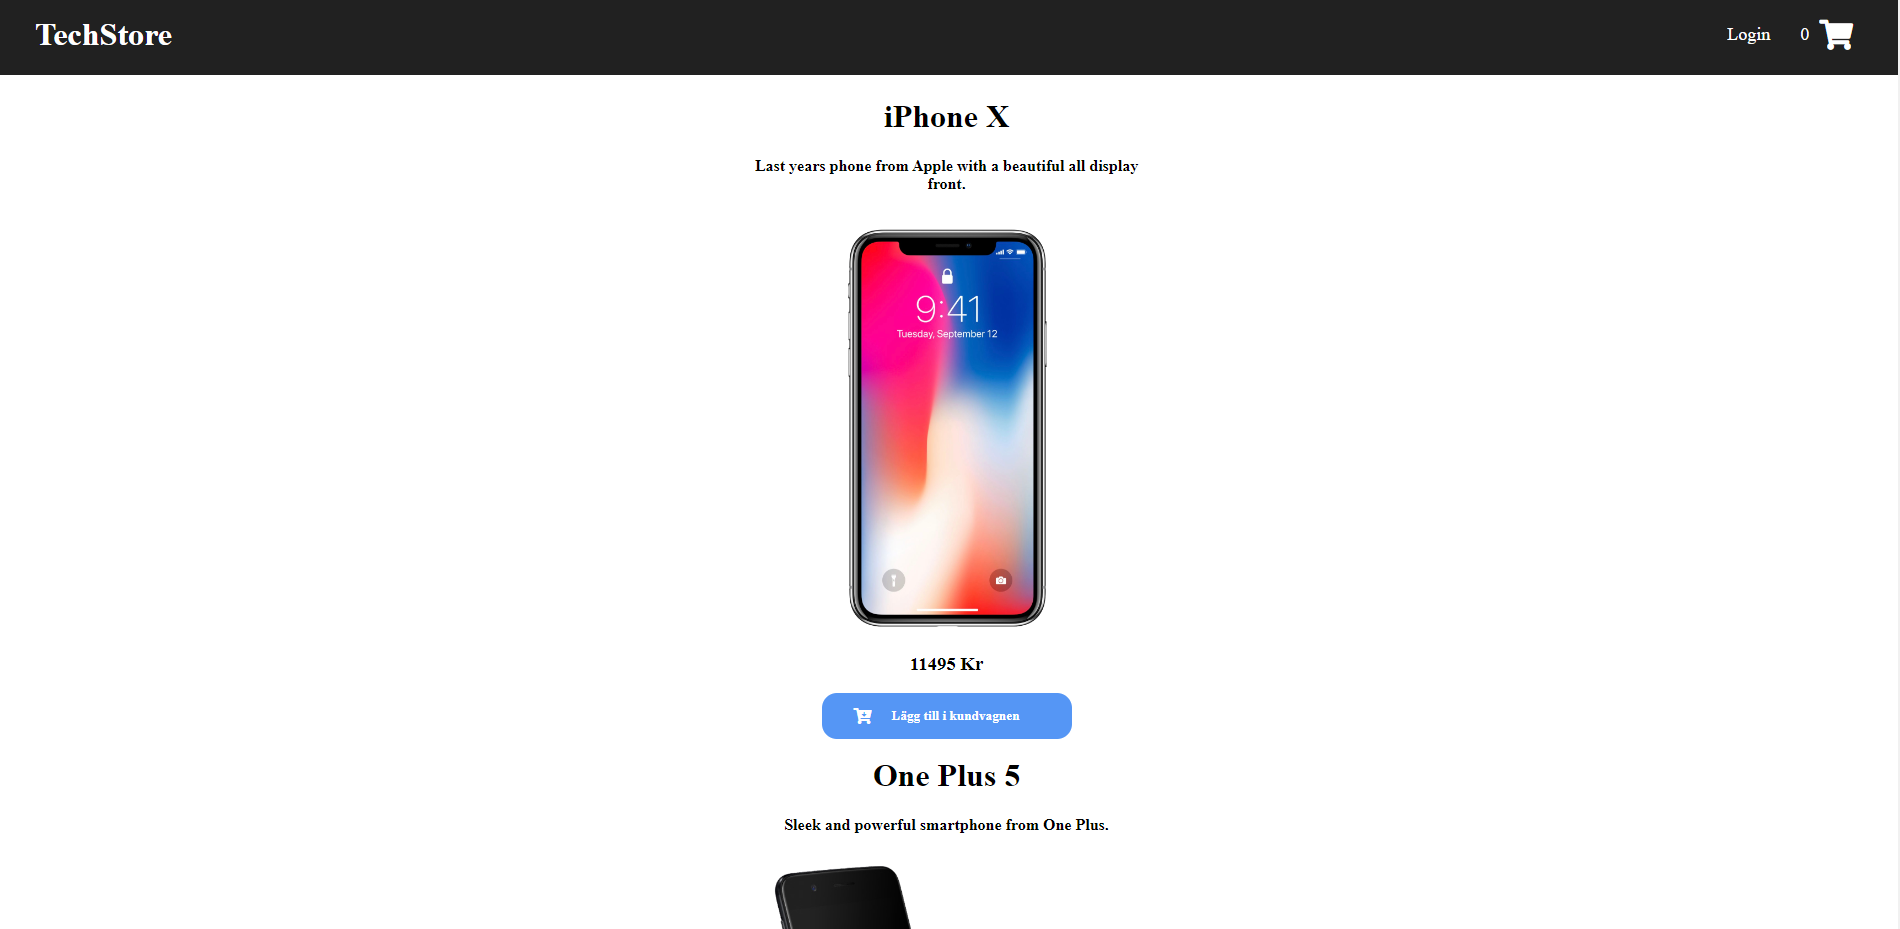 TechStore
Login 0
iPhone X
Last years phone from Apple with a beautiful all display
front.
9:41
Tuesday, September 12
11495 Kr
Lägg till i kundvagnen
One Plus 5
Sleek and powerful smartphone from One Plus.